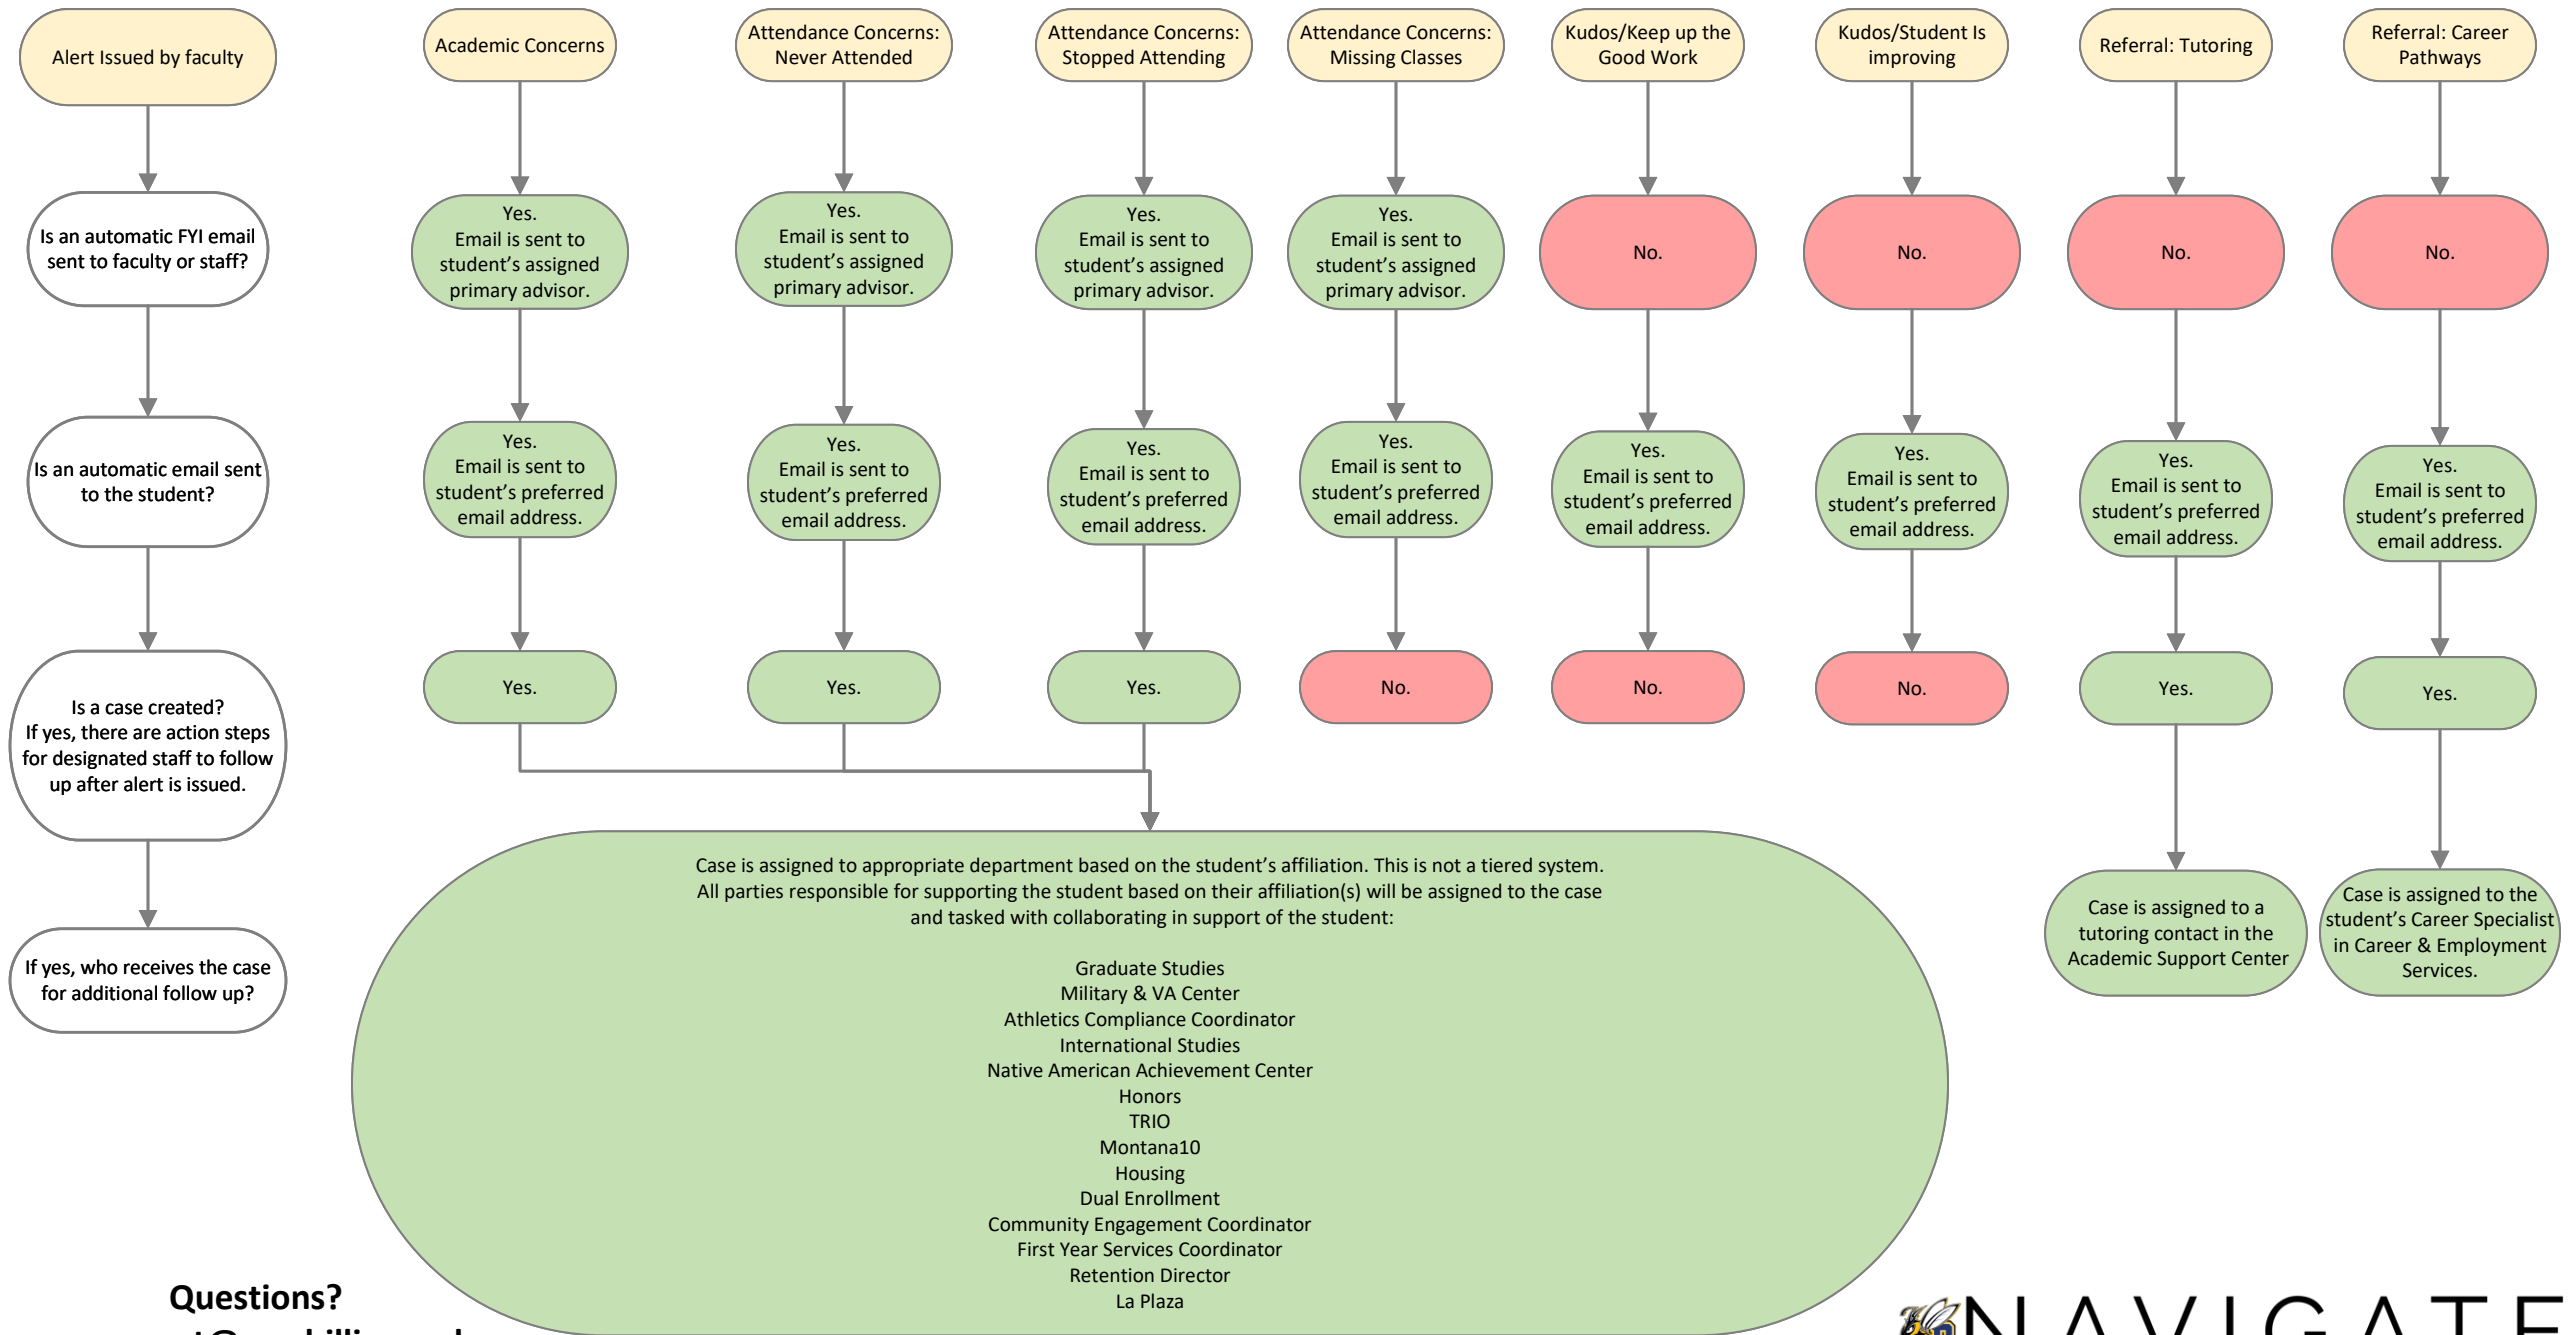 Alert Issued by faculty
Is an automatic FYI email
sent to faculty or staff?
Is an automatic email sent
to the student?
Is a case created?
If yes, there are action steps
for designated staff to follow
up after alert is issued.
If yes, who receives the case
for additional follow up?
Academic Concerns
Yes.
Email is sent to
student’s assigned
primary advisor.
Yes.
Email is sent to
student’s preferred
email address.
Yes.
Attendance Concerns:
Never Attended
Yes.
Email is sent to
student’s assigned
primary advisor.
Yes.
Email is sent to
student’s preferred
email address.
Yes.
Attendance Concerns:
Stopped Attending
Yes.
Email is sent to
student’s assigned
primary advisor.
Yes.
Email is sent to
student’s preferred
email address.
Yes.
Attendance Concerns:
Missing Classes
Yes.
Email is sent to
student’s assigned
primary advisor.
Yes.
Email is sent to
student’s preferred
email address.
No.
Kudos/Keep up the
Good Work
No.
Yes.
Email is sent to
student’s preferred
email address.
No.
Kudos/Student Is
improving
No.
Yes.
Email is sent to
student’s preferred
email address.
No.
Referral: Tutoring
No.
Yes.
Email is sent to
student’s preferred
email address.
Yes.
Case is assigned to a
tutoring contact in the
Academic Support Center
Referral: Career
Pathways
No.
Yes.
Email is sent to
student’s preferred
email address.
Yes.
Case is assigned to the
student’s Career Specialist
in Career & Employment
Services.
Case is assigned to appropriate department based on the student’s affiliation. This is not a tiered system.
All parties responsible for supporting the student based on their affiliation(s) will be assigned to the case
and tasked with collaborating in support of the student:
Graduate Studies
Military & VA Center
Athletics Compliance Coordinator
International Studies
Native American Achievement Center
Honors
TRIO
Montana10
Housing
Dual Enrollment
Community Engagement Coordinator
First Year Services Coordinator
Retention Director
La Plaza
Questions?
NAVIGATE